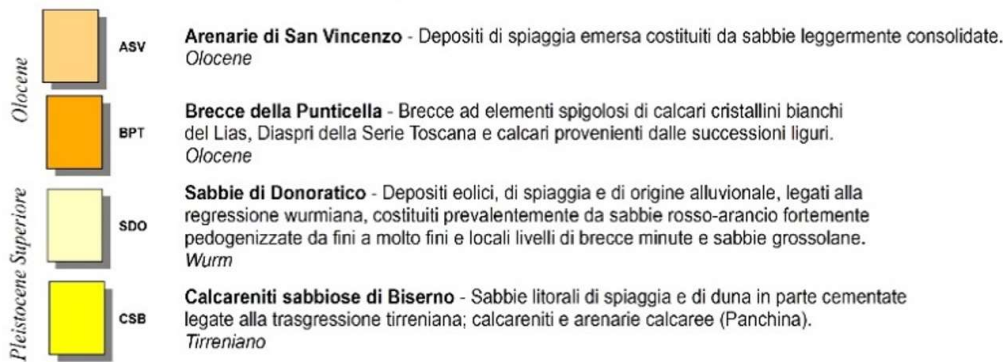 Olocene
ASV
Arenarie di San Vincenzo - Depositi di spiaggia emersa costituiti da sabbie leggermente consolidate.
Olocene
BPT
Brecce della Punticella - Brecce ad elementi spigolosi di calcari cristallini bianchi
del Lias, Diaspri della Serie Toscana e calcari provenienti dalle successioni liguri.
Olocene
Pleistocene Superiore
SDO
Sabbie di Donoratico - Depositi eolici, di spiaggia e di origine alluvionale, legati alla
regressione wurmiana, costituiti prevalentemente da sabbie rosso-arancio fortemente
pedogenizzate da fini a molto fini e locali livelli di brecce minute e sabbie grossolane.
Wurm
CSB
Calcareniti sabbiose di Biserno - Sabbie litorali di spiaggia e di duna in parte cementate
legate alla trasgressione tirreniana; calcareniti e arenarie calcaree (Panchina).
Tirreniano